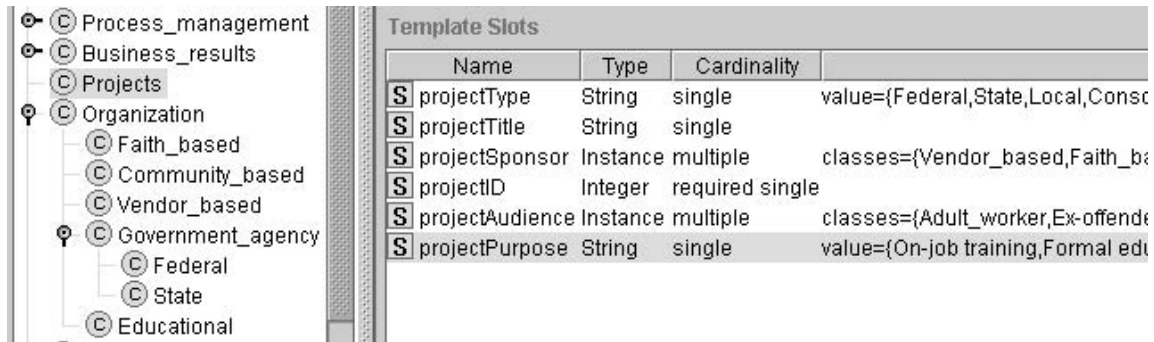 C Process_management
C Business_results
C Projects
C Organization
C Faith_based
C Community_based
C Vendor_based
C Government_agency
C Federal
C State
C Educational
Template Slots
Name Type Cardinality
S projectType String single value={Federal,State,Local,Conso
S projectTitle String single
S projectSponsor Instance multiple classes={Vendor_based,Faith_ba
S projectID Integer required single
S projectAudience Instance multiple classes={Adult_worker,Ex-offende
S projectPurpose String single value={On-job training,Formal edu